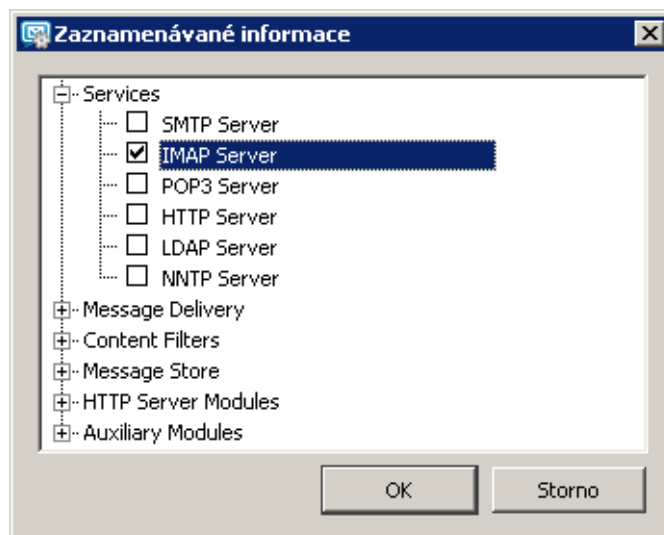 Zaznamenávané informace
Services
SMTP Server
IMAP Server
POP3 Server
HTTP Server
LDAP Server
NNTP Server
Message Delivery
Content Filters
Message Store
HTTP Server Modules
Auxiliary Modules
OK Storno